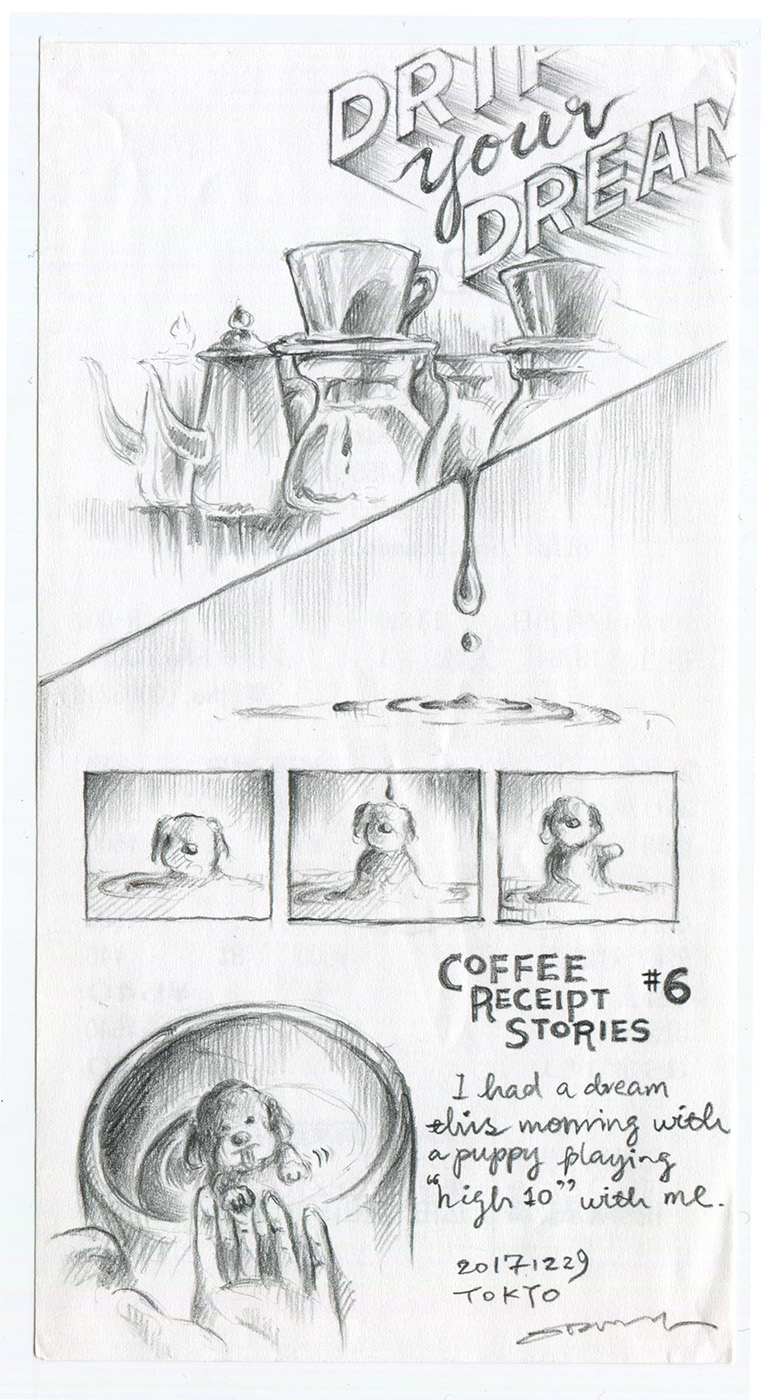 DRIP
your
DREAM
COFFEE
RECEIPT
STORIES
#6
I had a dream
this morning with
a puppy playing
"high 10" with me.
20171229
TOKYO